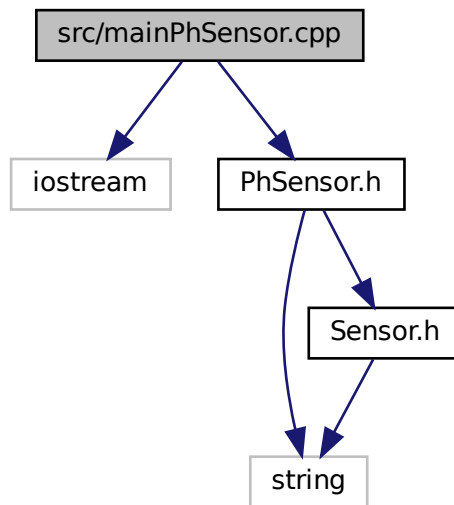 src/mainPhSensor.cpp
iostream
PhSensor.h
Sensor.h
string